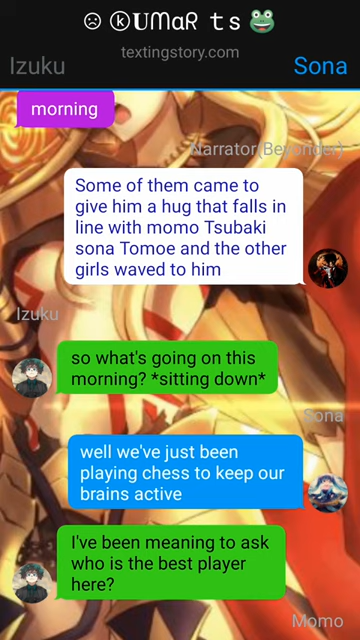 ☹ ⓚUᗰaᖇ ts 🐸
textingstory.com
Izuku
Sona
morning
Narrator(Beyonder)
Some of them came to
give him a hug that falls in
line with momo Tsubaki
sona Tomoe and the other
girls waved to him
Izuku
so what's going on this
morning? *sitting down*
Sona
well we've just been
playing chess to keep our
brains active
I've been meaning to ask
who is the best player
here?
Momo